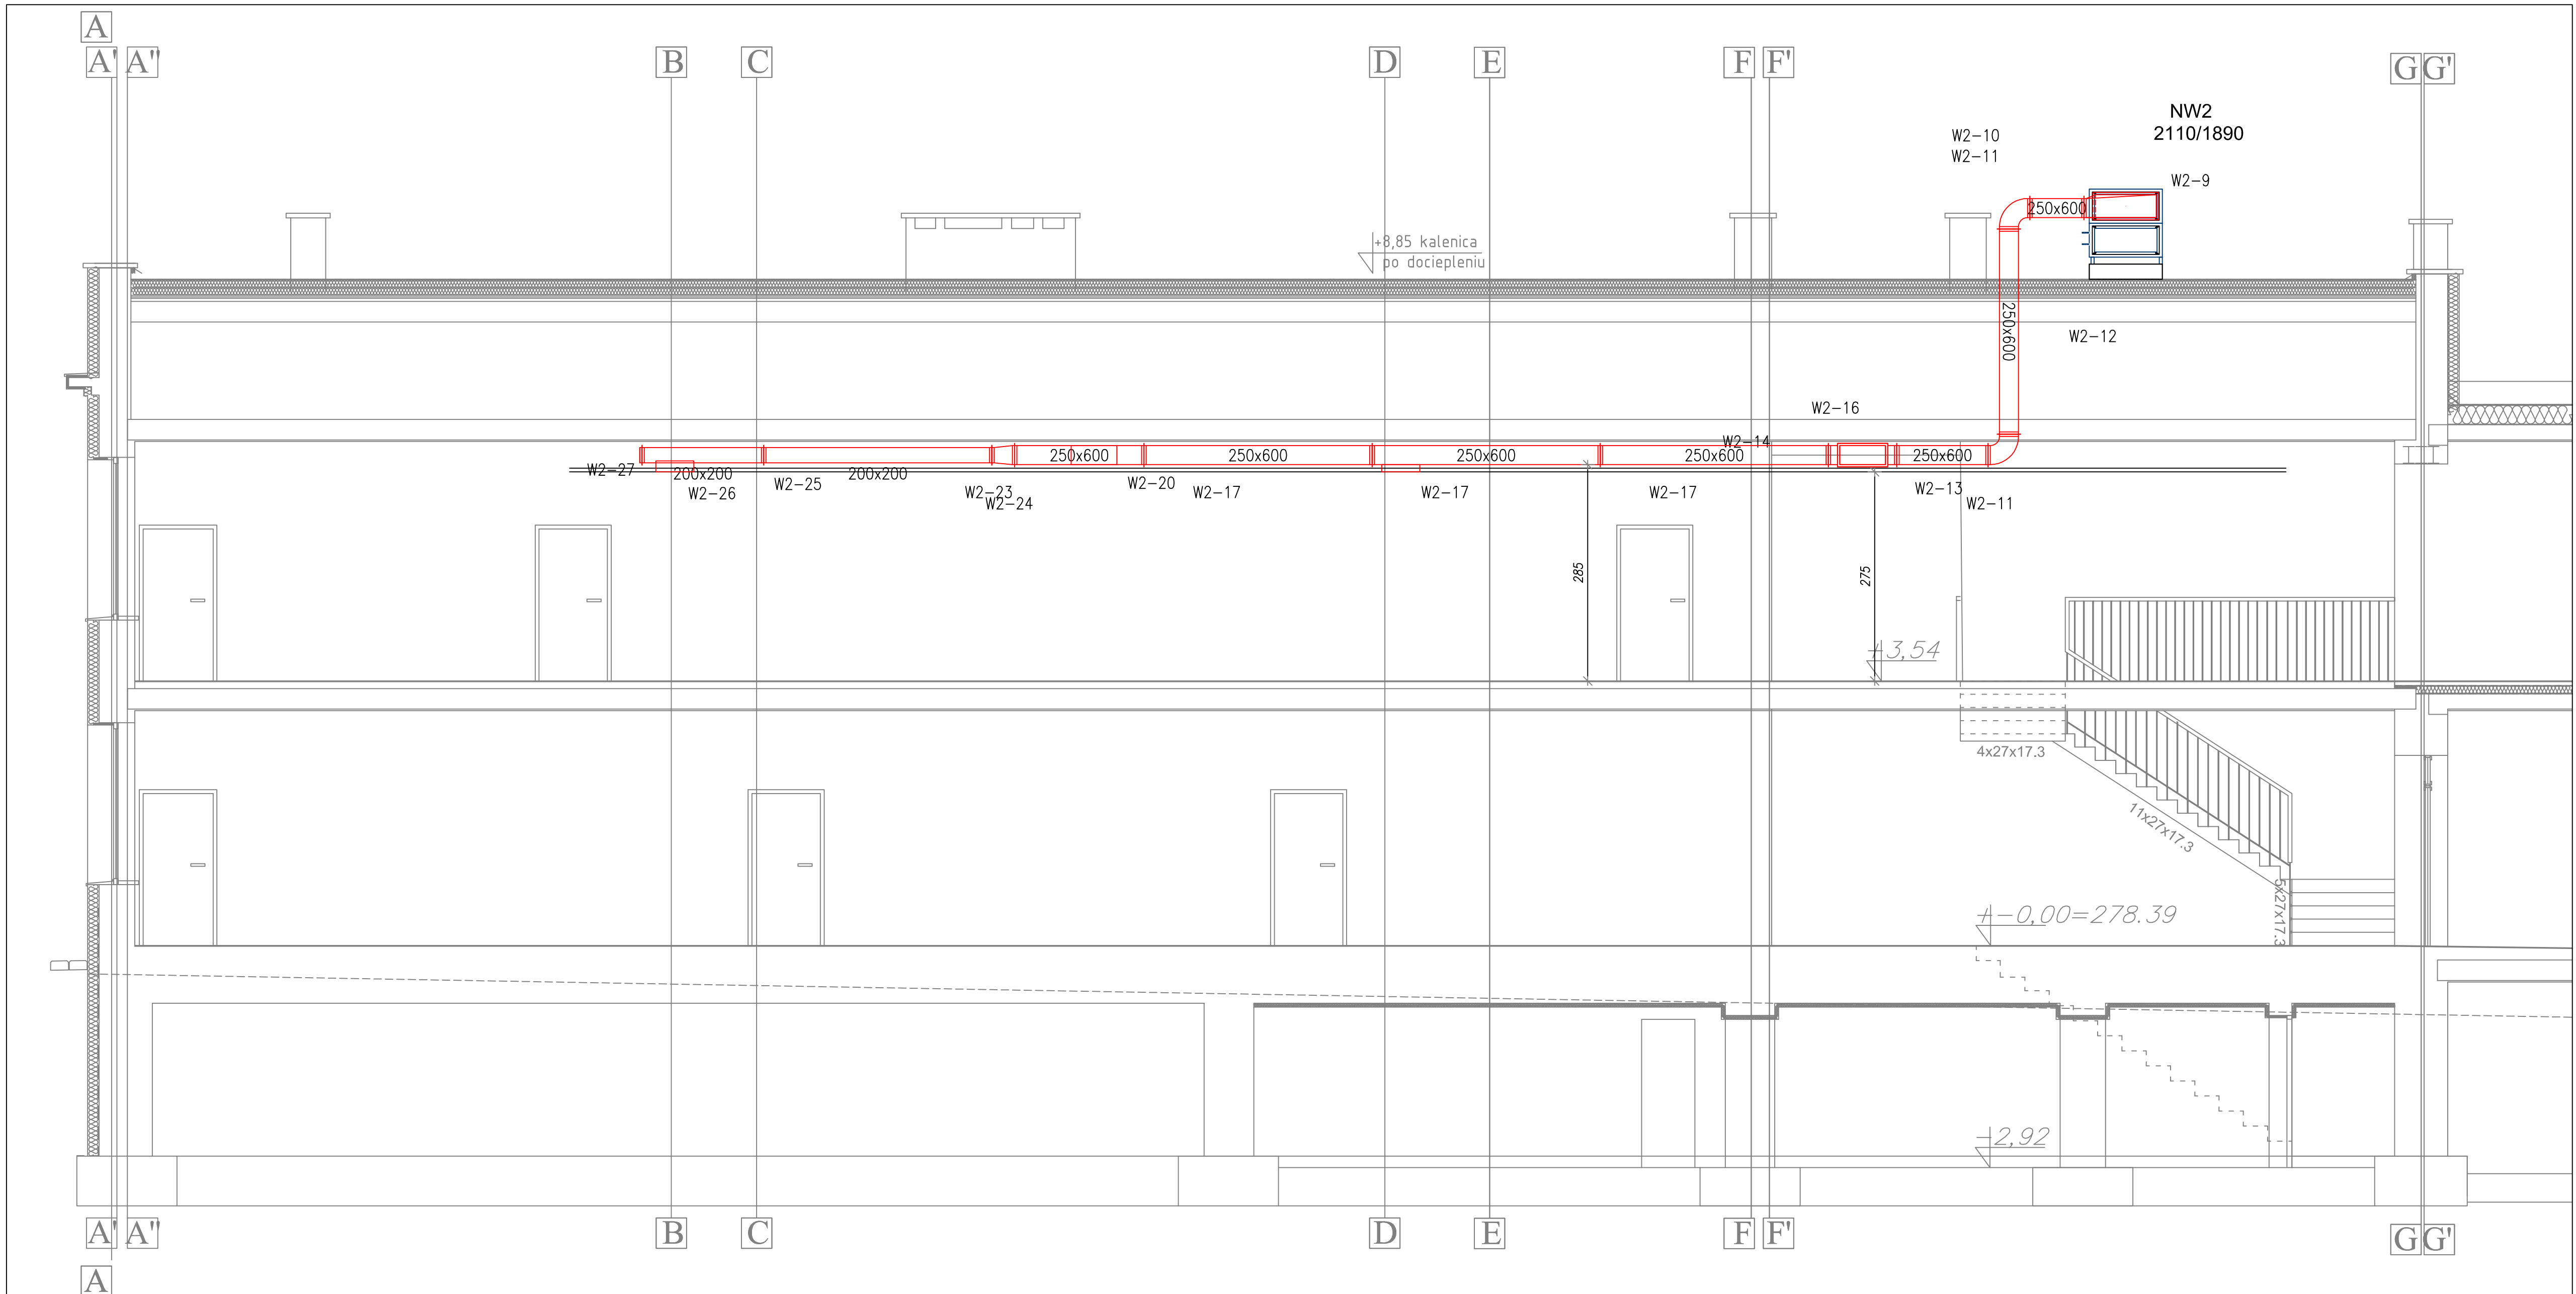 A
A' A'' B C D E F F' G G'
NW2
2110/1890
W2-10
W2-11
W2-9
250x600
+8,85 kalenica
po dociepleniu
250x600
W2-12
W2-16
W2-14
250x600 250x600 250x600 250x600 250x600
W2-27 200x200 200x200
W2-26 W2-25 W2-23 W2-20 W2-17 W2-17 W2-17 W2-13
W2-24 W2-11
285 275
+3,54
4x27x17.3
11x27x17.3
5x27x17.3
+-0,00=278.39
-2,92
A' A'' B C D E F F' G G'
A